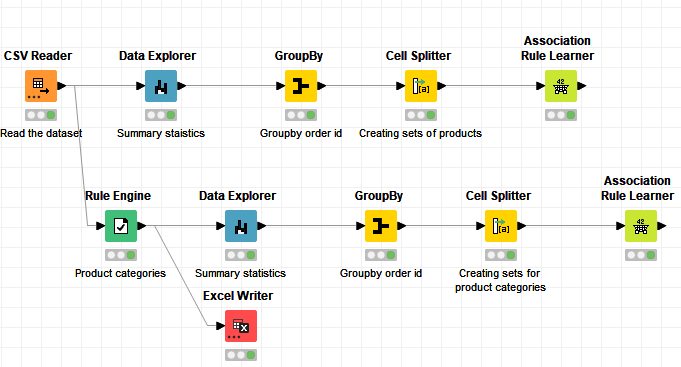 Association
CSV Reader Data Explorer GroupBy Cell Splitter Rule Learner
Read the dataset Summary staistics Groupby order id Creating sets of products
Association
Rule Engine Data Explorer GroupBy Cell Splitter Rule Learner
Product categories Summary statistics Groupby order id Creating sets for
product categories
Excel Writer